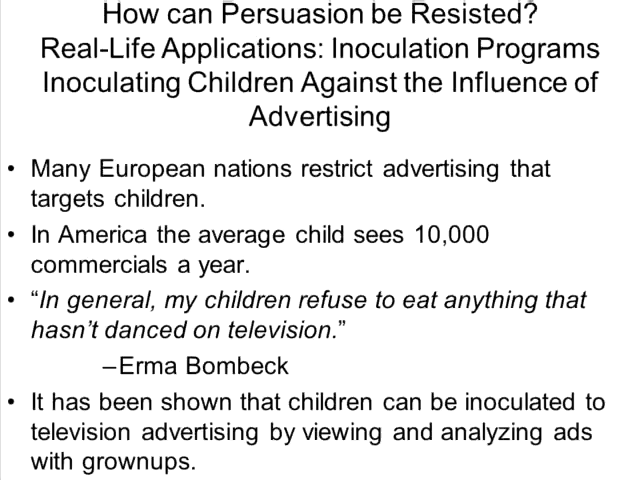 How can Persuasion be Resisted?
Real-Life Applications: Inoculation Programs
Inoculating Children Against the Influence of
Advertising
• Many European nations restrict advertising that
targets children.
• In America the average child sees 10,000
commercials a year.
• “In general, my children refuse to eat anything that
hasn’t danced on television.”
–Erma Bombeck
• It has been shown that children can be inoculated to
television advertising by viewing and analyzing ads
with grownups.